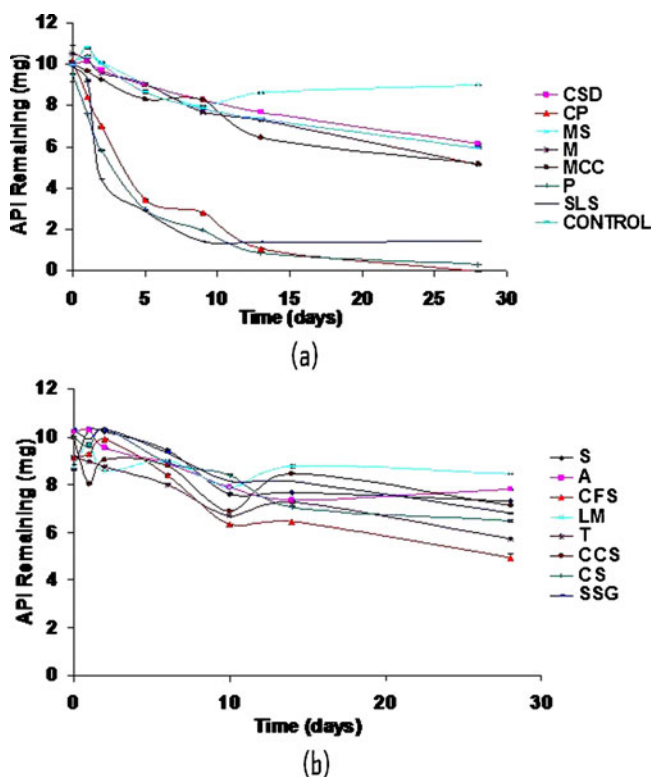 12
10
8
6
4
2
0
API Remaining (mg)
0 5 10 15 20 25 30
Time (days)
CSD
CP
MS
M
MCC
P
SLS
CONTROL
(a)
12
10
8
6
4
2
0
API Remaining (mg)
0 10 20 30
Time (days)
S
A
CFS
LM
T
CCS
CS
SSG
(b)